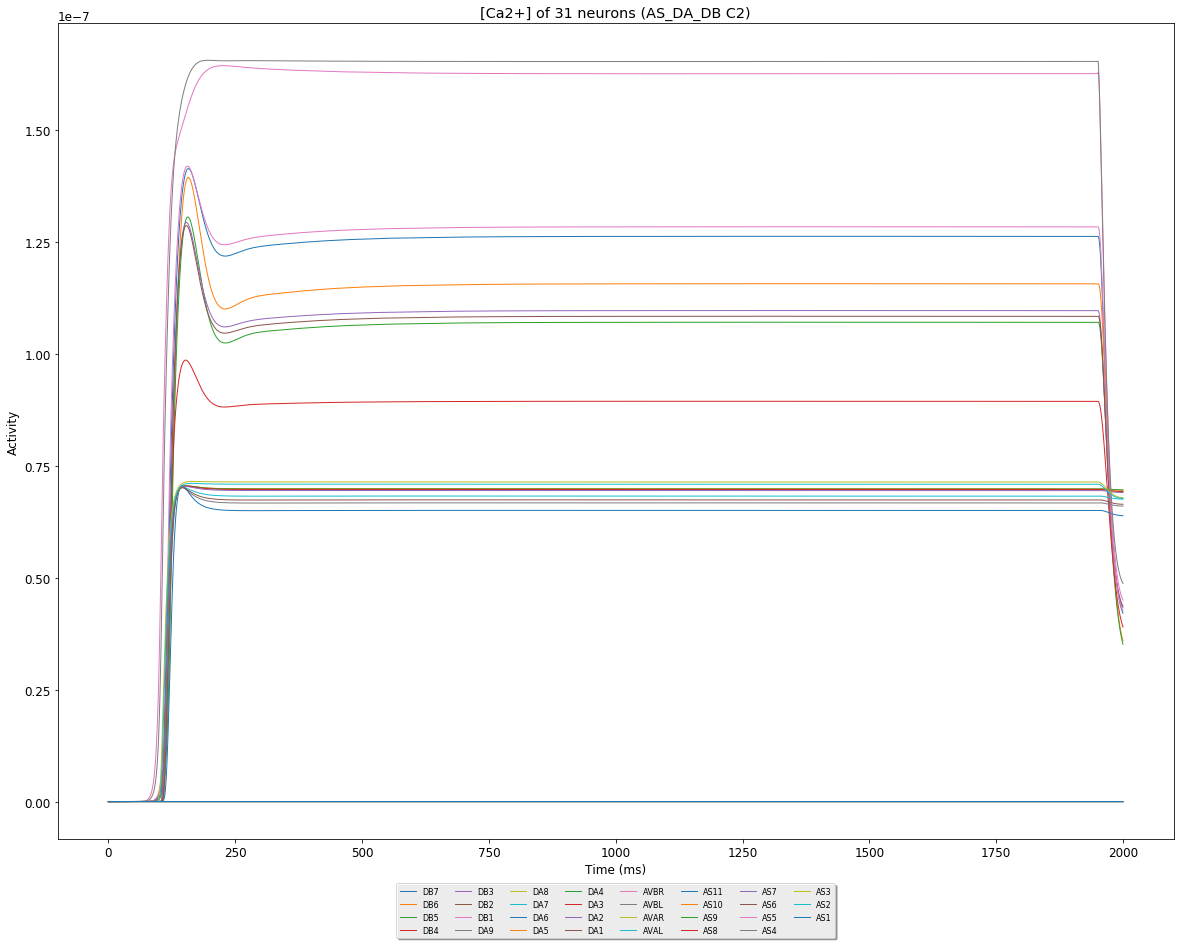 [Ca2+] of 31 neurons (AS_DA_DB C2)
1e−7
1.50
1.25
1.00
0.75
0.50
0.25
0.00
Activity
0 250 500 750 1000 1250 1500 1750 2000
Time (ms)
DB7 DB3 DA8 DA4 AVBR AS11 AS7 AS3
DB6 DB2 DA7 DA3 AVBL AS10 AS6 AS2
DB5 DB1 DA6 DA2 AVAR AS9 AS5 AS1
DB4 DA9 DA5 DA1 AVAL AS8 AS4